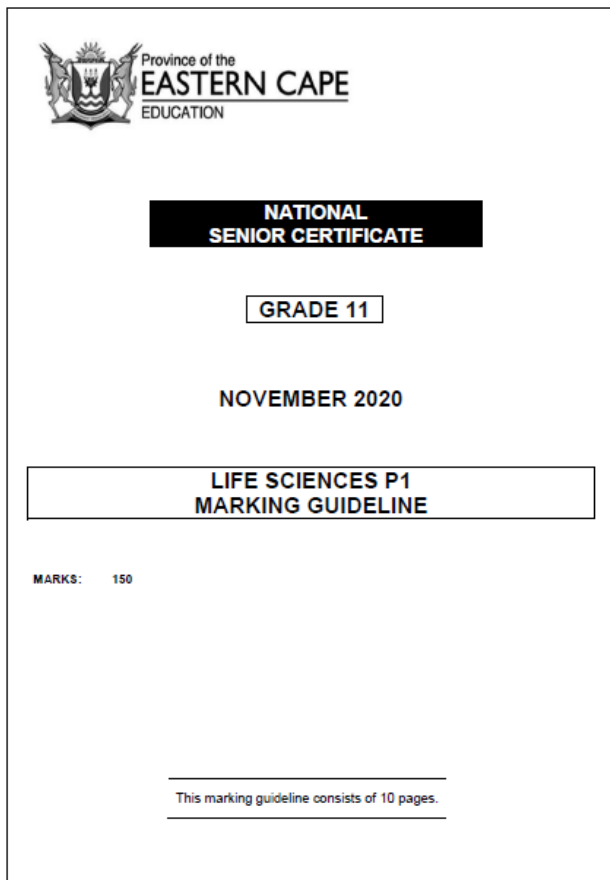 Province of the
EASTERN CAPE
EDUCATION
NATIONAL
SENIOR CERTIFICATE
GRADE 11
NOVEMBER 2020
LIFE SCIENCES P1
MARKING GUIDELINE
MARKS: 150
This marking guideline consists of 10 pages.